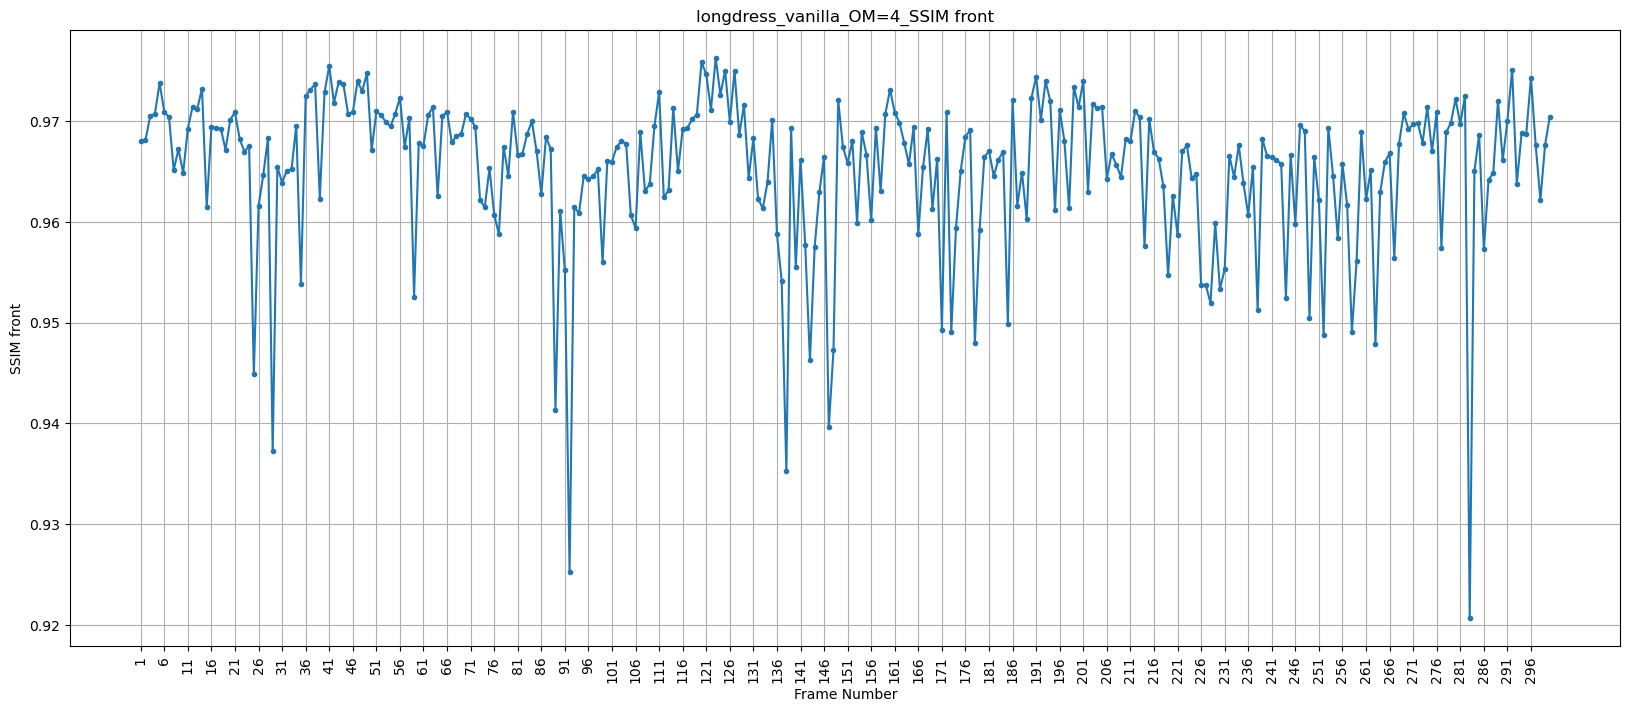 longdress_vanilla_OM=4_SSIM front
SSIM front
0.97
0.96
0.95
0.94
0.93
0.92
1 6 11 16 21 26 31 36 41 46 51 56 61 66 71 76 81 86 91 96 101 106 111 116 121 126 131 136 141 146 151 156 161 166 171 176 181 186 191 196 201 206 211 216 221 226 231 236 241 246 251 256 261 266 271 276 281 286 291 296
Frame Number